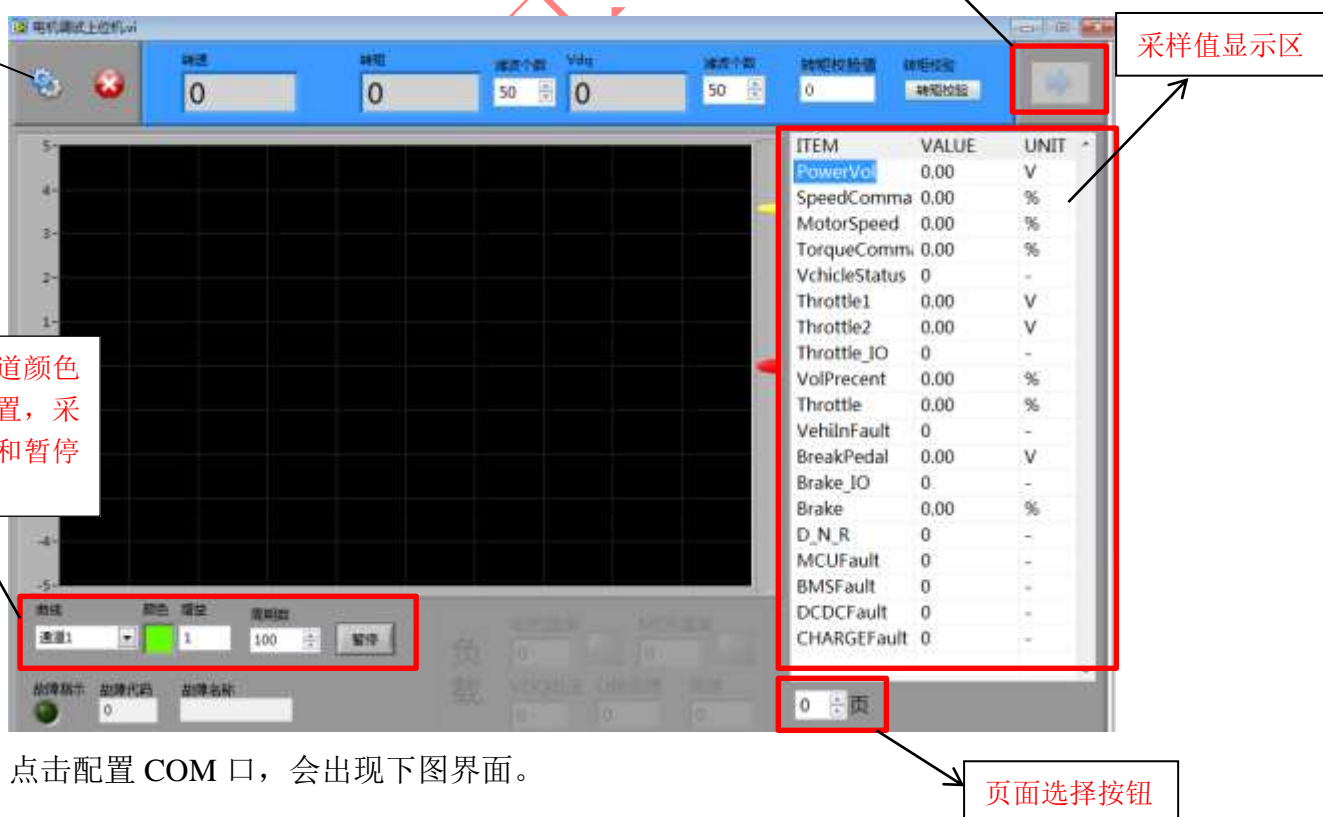 电机调试上位机.vi
采样值显示区
转速 转矩 滤波个数 Vdq 滤波个数 转矩校验值 转矩校验
0 0 50 0 50 0 转矩校验
5 ITEM VALUE UNIT
PowerVol 0.00 V
4 SpeedComma 0.00 %
3 MotorSpeed 0.00 %
TorqueComm 0.00 %
2 VchicleStatus 0 -
Throttle1 0.00 V
1 Throttle2 0.00 V
Throttle_IO 0 -
道颜色 VolPrecent 0.00 %
置，采 Throttle 0.00 %
和暂停 VehiInFault 0 -
BreakPedal 0.00 V
Brake_IO 0 -
Brake 0.00 %
-4 D_N_R 0 -
MCUFault 0 -
-5 BMSFault 0 -
曲线 颜色 增益 周期数 DCDCFault 0 -
通道1 1 100 暂停 CHARGEFault 0 -
负载
故障指示 故障代码 故障名称
0 0 页
点击配置 COM 口，会出现下图界面。
页面选择按钮